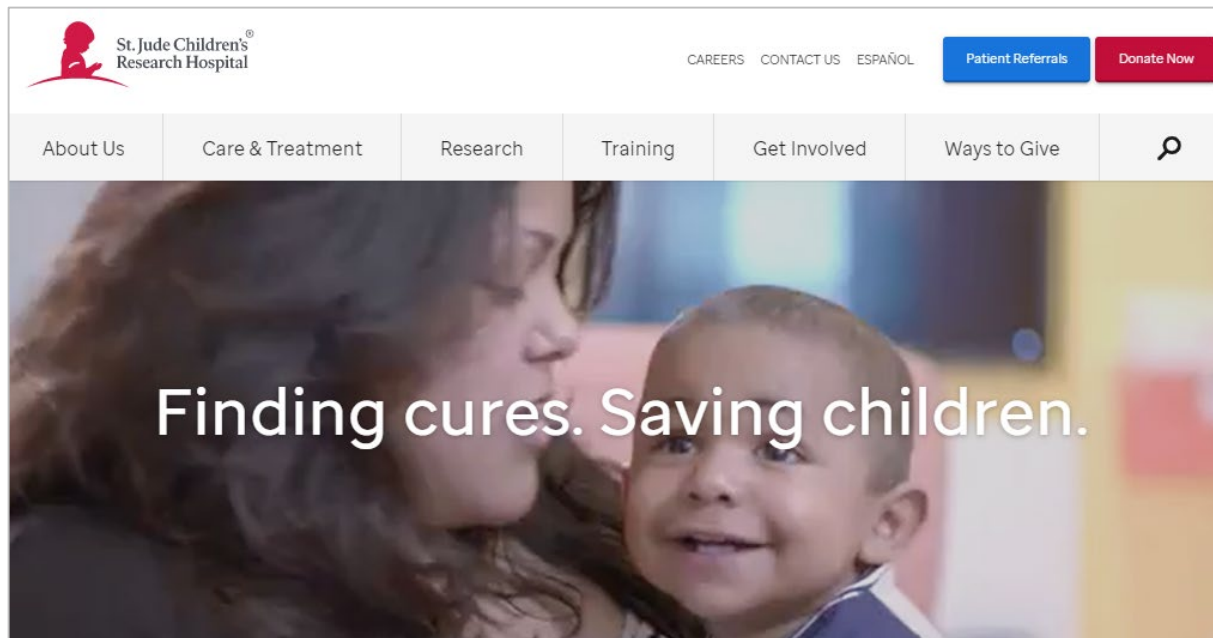 St. Jude Children's®
Research Hospital
CAREERS CONTACT US ESPAÑOL Patient Referrals Donate Now
About Us Care & Treatment Research Training Get Involved Ways to Give
Finding cures. Saving children.